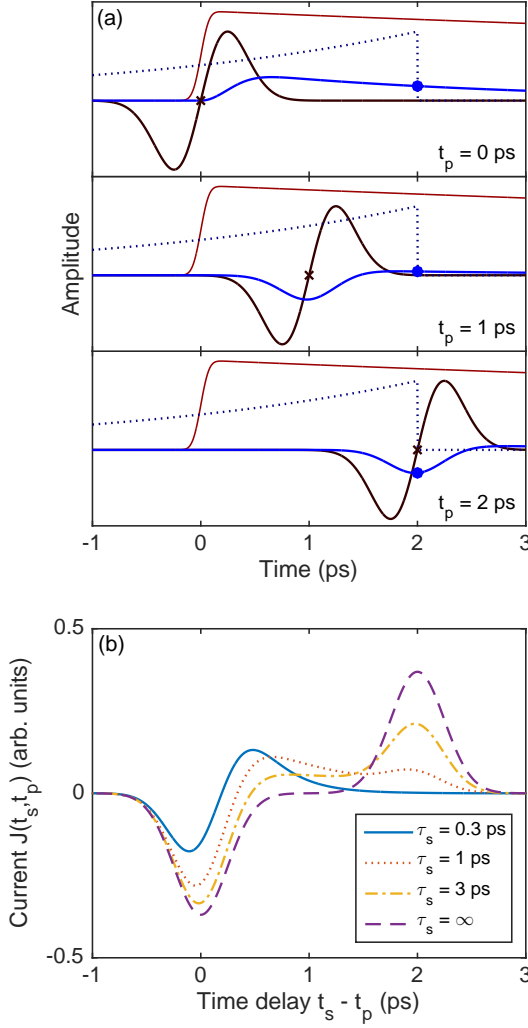 (a)
t_p = 0 ps
t_p = 1 ps
Amplitude
t_p = 2 ps
-1 0 1 2 3
Time (ps)
(b)
0.5
0
-0.5
Current J(t_s,t_p) (arb. units)
τ_s = 0.3 ps
τ_s = 1 ps
τ_s = 3 ps
τ_s = ∞
-1 0 1 2 3
Time delay t_s - t_p (ps)